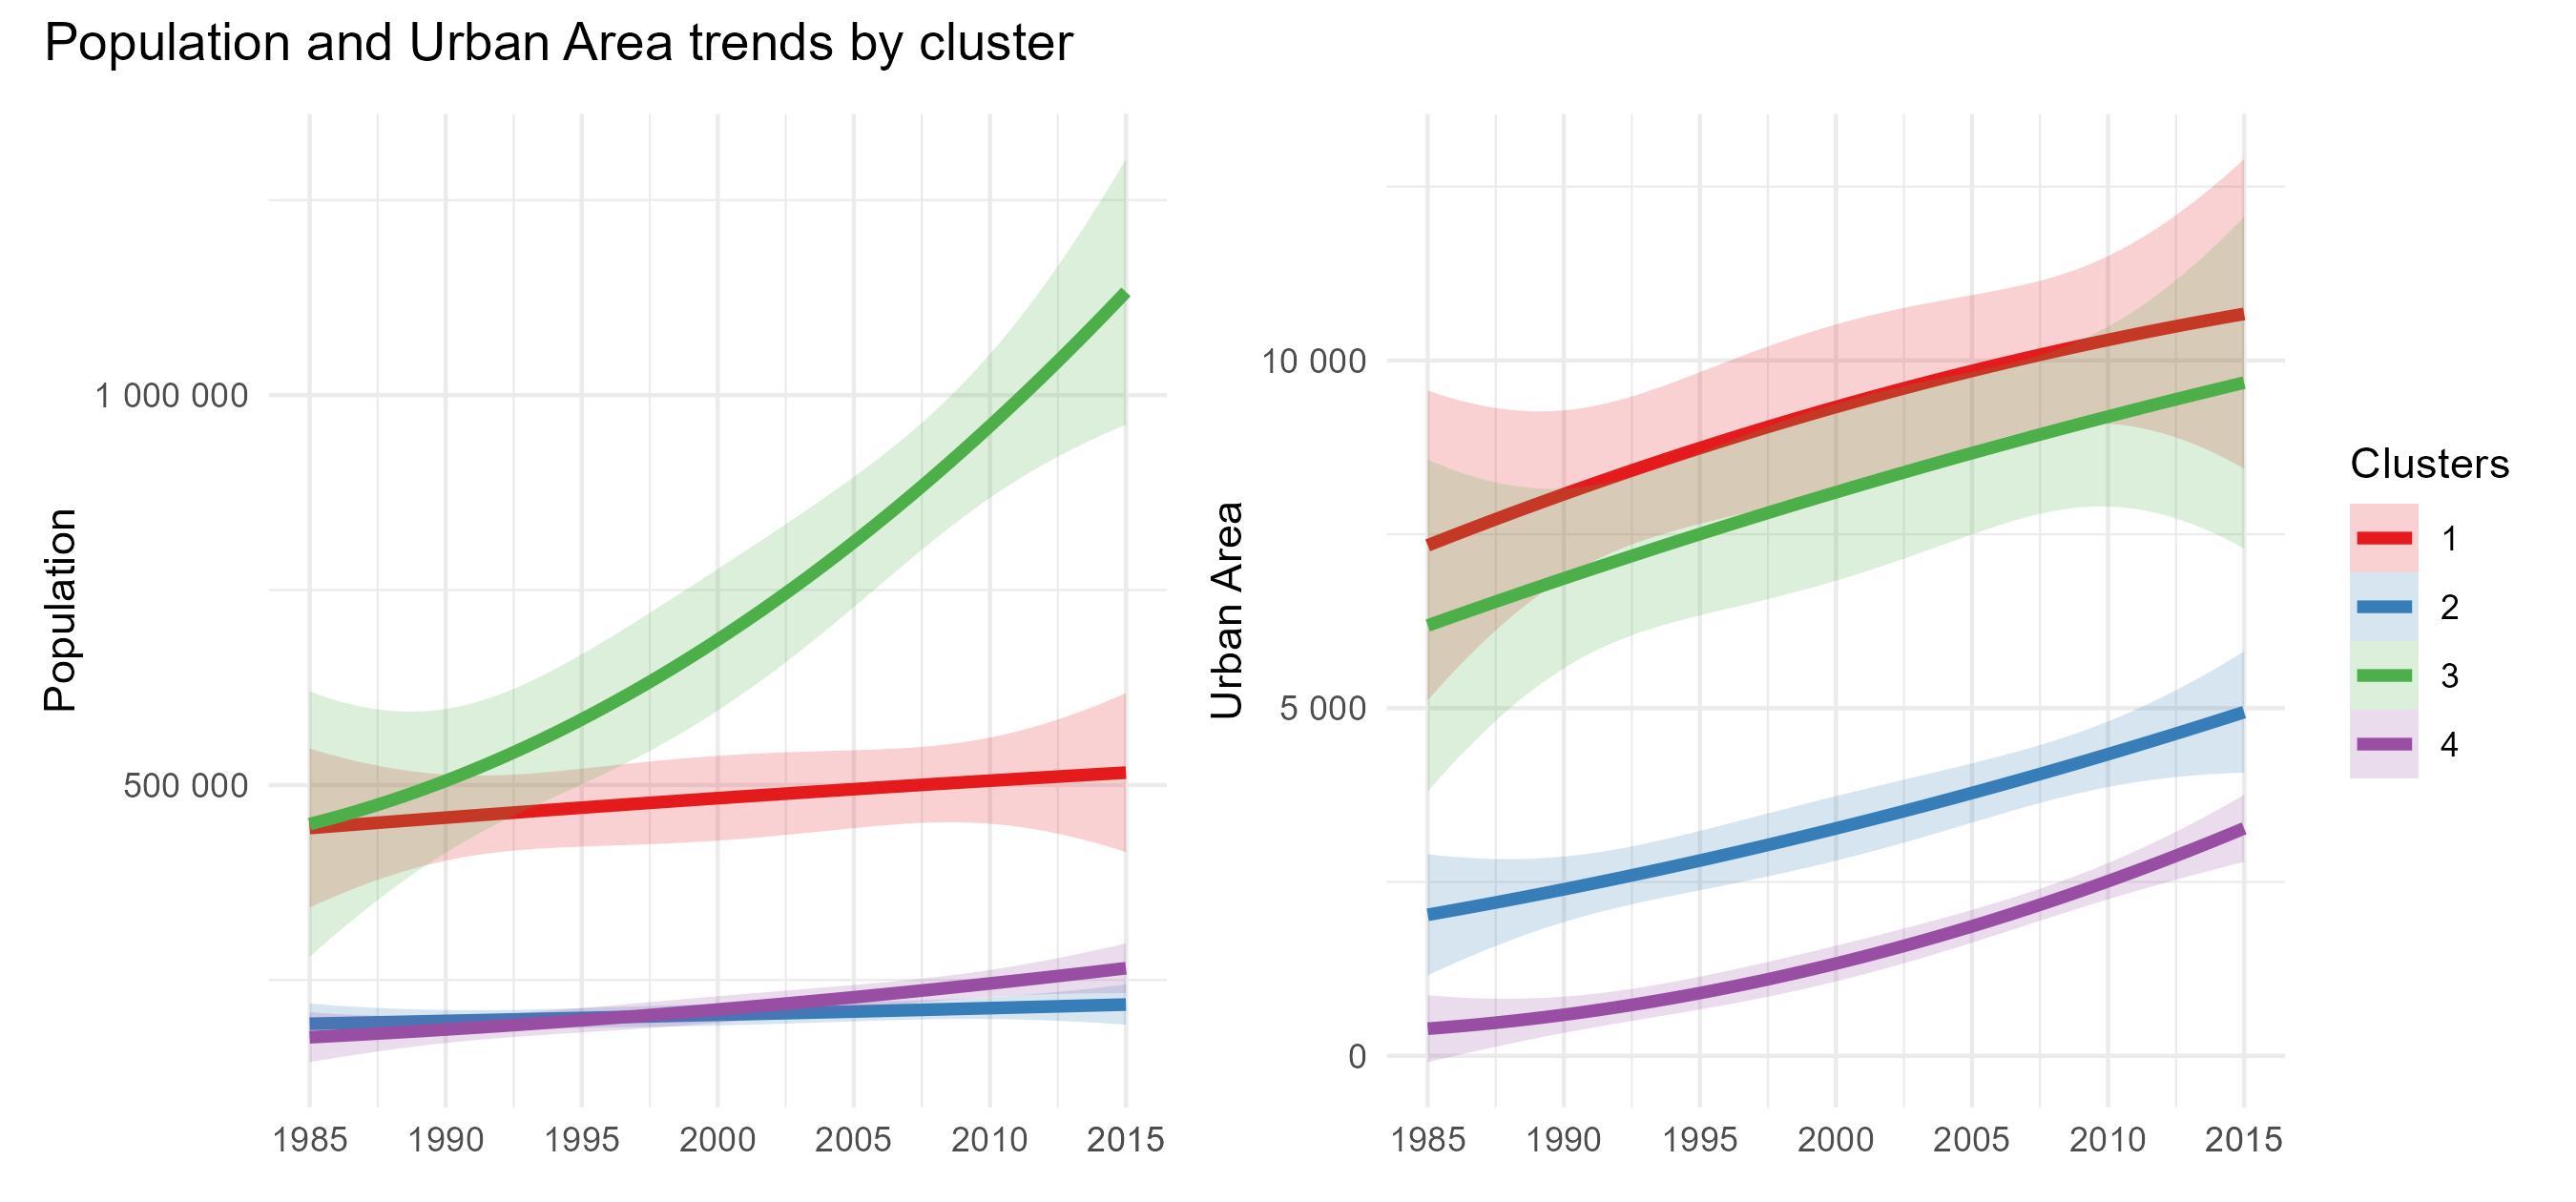 Population and Urban Area trends by cluster
Population
1 000 000
500 000
1985 1990 1995 2000 2005 2010 2015
Urban Area
10 000
5 000
0
1985 1990 1995 2000 2005 2010 2015
Clusters
1
2
3
4